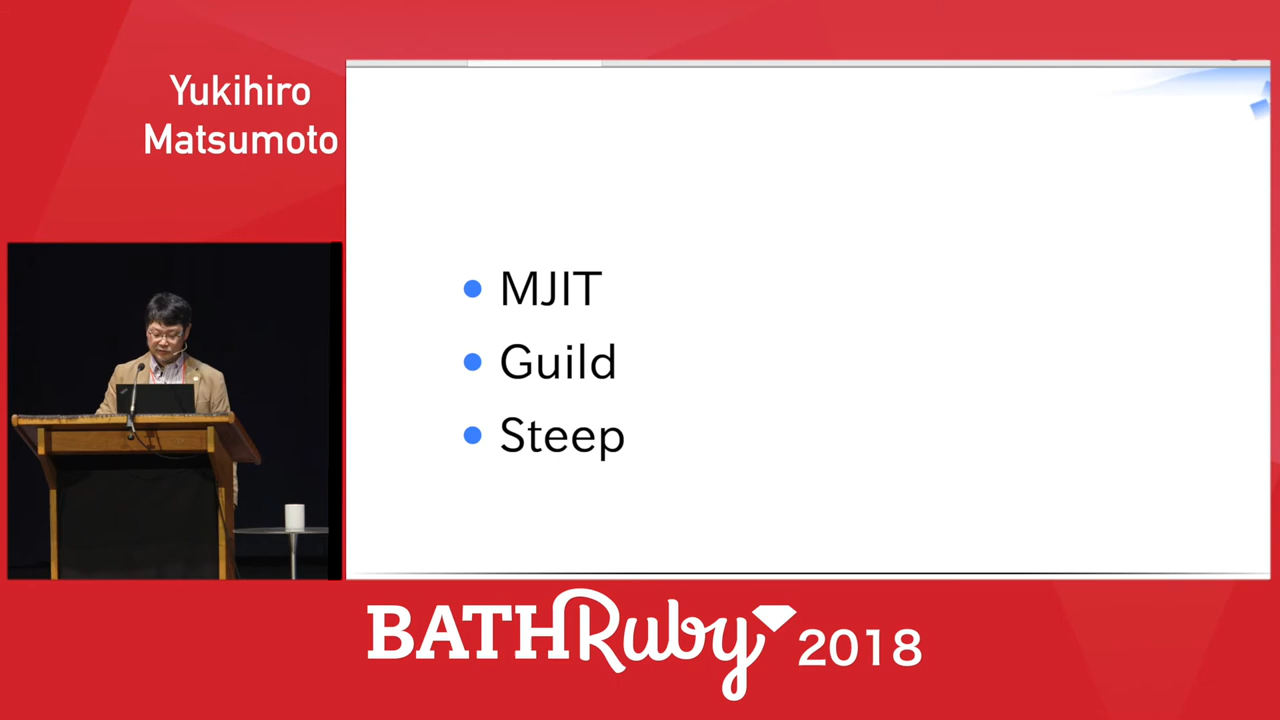 Yukihiro
Matsumoto
MJIT
Guild
Steep
BATHRuby 2018